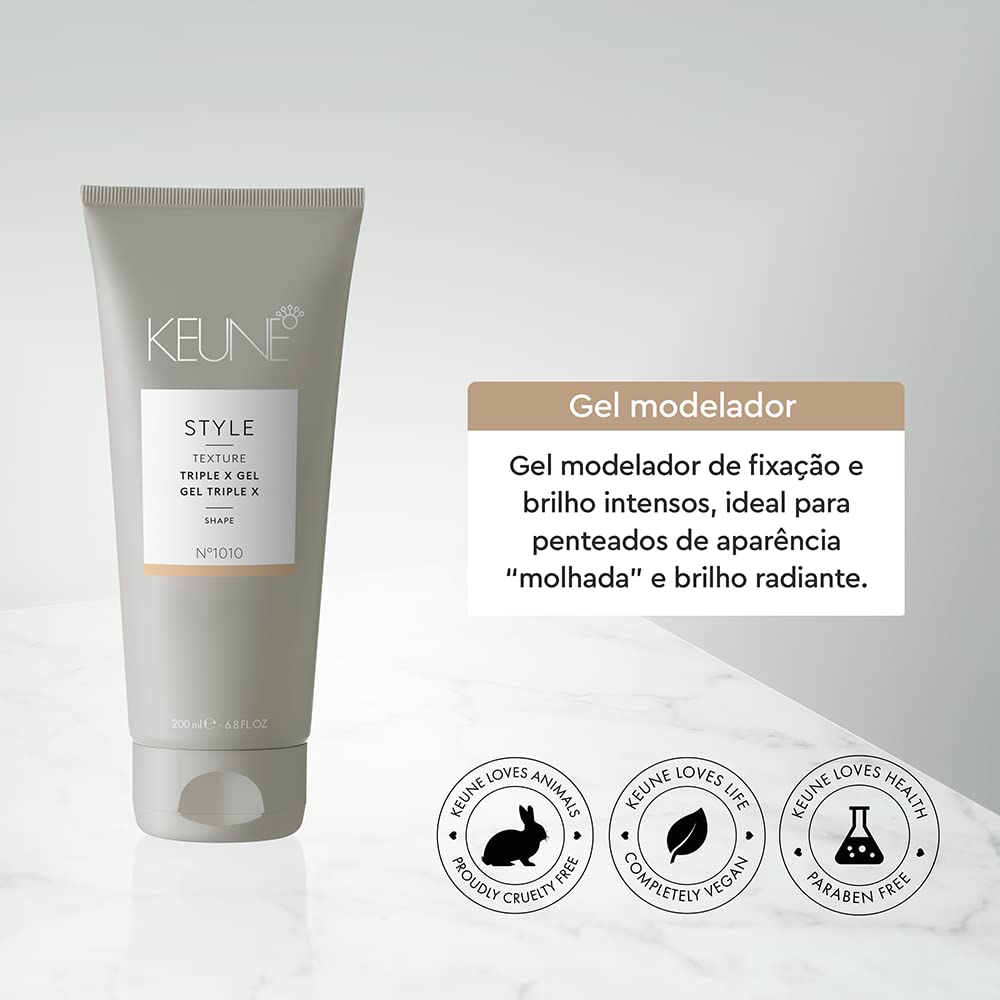 KEUNE
STYLE
TEXTURE
TRIPLE X GEL
GEL TRIPLE X
SHAPE
Nº1010
200 ml ℮ - 6.8 FL.OZ
Gel modelador
Gel modelador de fixação e
brilho intensos, ideal para
penteados de aparência
“molhada” e brilho radiante.
KEUNE LOVES ANIMALS
PROUDLY CRUELTY FREE
KEUNE LOVES LIFE
COMPLETELY VEGAN
KEUNE LOVES HEALTH
PARABEN FREE